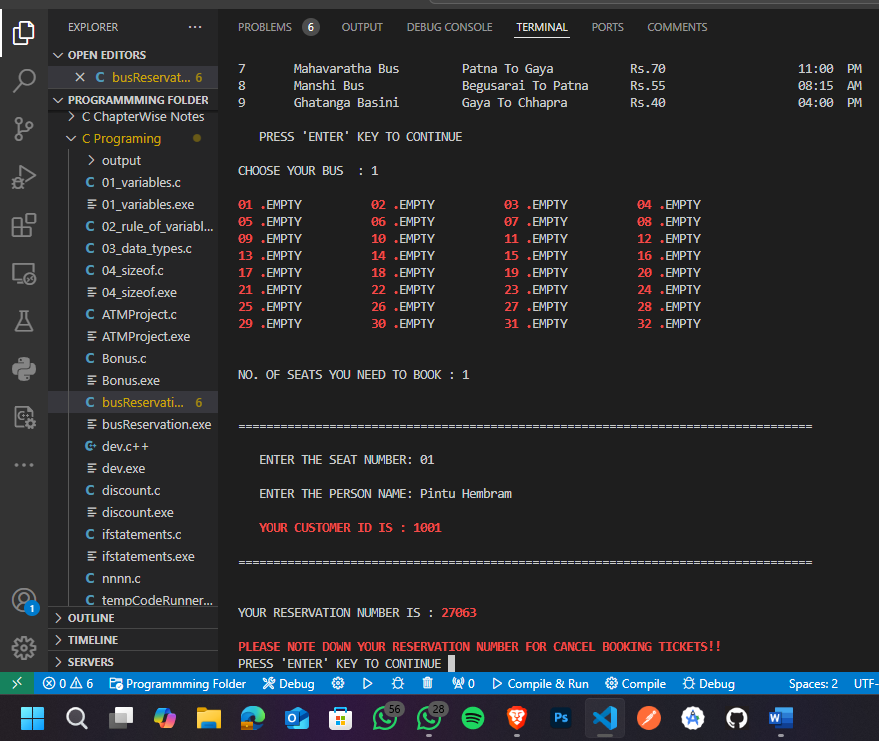 EXPLORER
PROBLEMS 6 OUTPUT DEBUG CONSOLE TERMINAL PORTS COMMENTS
OPEN EDITORS
busReservat... 6
PROGRAMMMING FOLDER
C ChapterWise Notes
C Programing
output
C 01_variables.c
01_variables.exe
C 02_rule_of_variabl...
C 03_data_types.c
C 04_sizeof.c
04_sizeof.exe
C ATMProject.c
ATMProject.exe
C Bonus.c
Bonus.exe
C busReservati... 6
busReservation.exe
dev.c++
dev.exe
C discount.c
discount.exe
C ifstatements.c
ifstatements.exe
C nnnn.c
C tempCodeRunner...
OUTLINE
TIMELINE
SERVERS
7 Mahavaratha Bus Patna To Gaya Rs.70 11:00 PM
8 Manshi Bus Begusarai To Patna Rs.55 08:15 AM
9 Ghatanga Basini Gaya To Chhapra Rs.40 04:00 PM
PRESS 'ENTER' KEY TO CONTINUE
CHOOSE YOUR BUS : 1
01 .EMPTY 02 .EMPTY 03 .EMPTY 04 .EMPTY
05 .EMPTY 06 .EMPTY 07 .EMPTY 08 .EMPTY
09 .EMPTY 10 .EMPTY 11 .EMPTY 12 .EMPTY
13 .EMPTY 14 .EMPTY 15 .EMPTY 16 .EMPTY
17 .EMPTY 18 .EMPTY 19 .EMPTY 20 .EMPTY
21 .EMPTY 22 .EMPTY 23 .EMPTY 24 .EMPTY
25 .EMPTY 26 .EMPTY 27 .EMPTY 28 .EMPTY
29 .EMPTY 30 .EMPTY 31 .EMPTY 32 .EMPTY
NO. OF SEATS YOU NEED TO BOOK : 1
ENTER THE SEAT NUMBER: 01
ENTER THE PERSON NAME: Pintu Hembram
YOUR CUSTOMER ID IS : 1001
YOUR RESERVATION NUMBER IS : 27063
PLEASE NOTE DOWN YOUR RESERVATION NUMBER FOR CANCEL BOOKING TICKETS!!
PRESS 'ENTER' KEY TO CONTINUE
1
0 6 Programmming Folder Debug 0 Compile & Run Compile Debug Spaces: 2 UTF-
56 28 Ps W